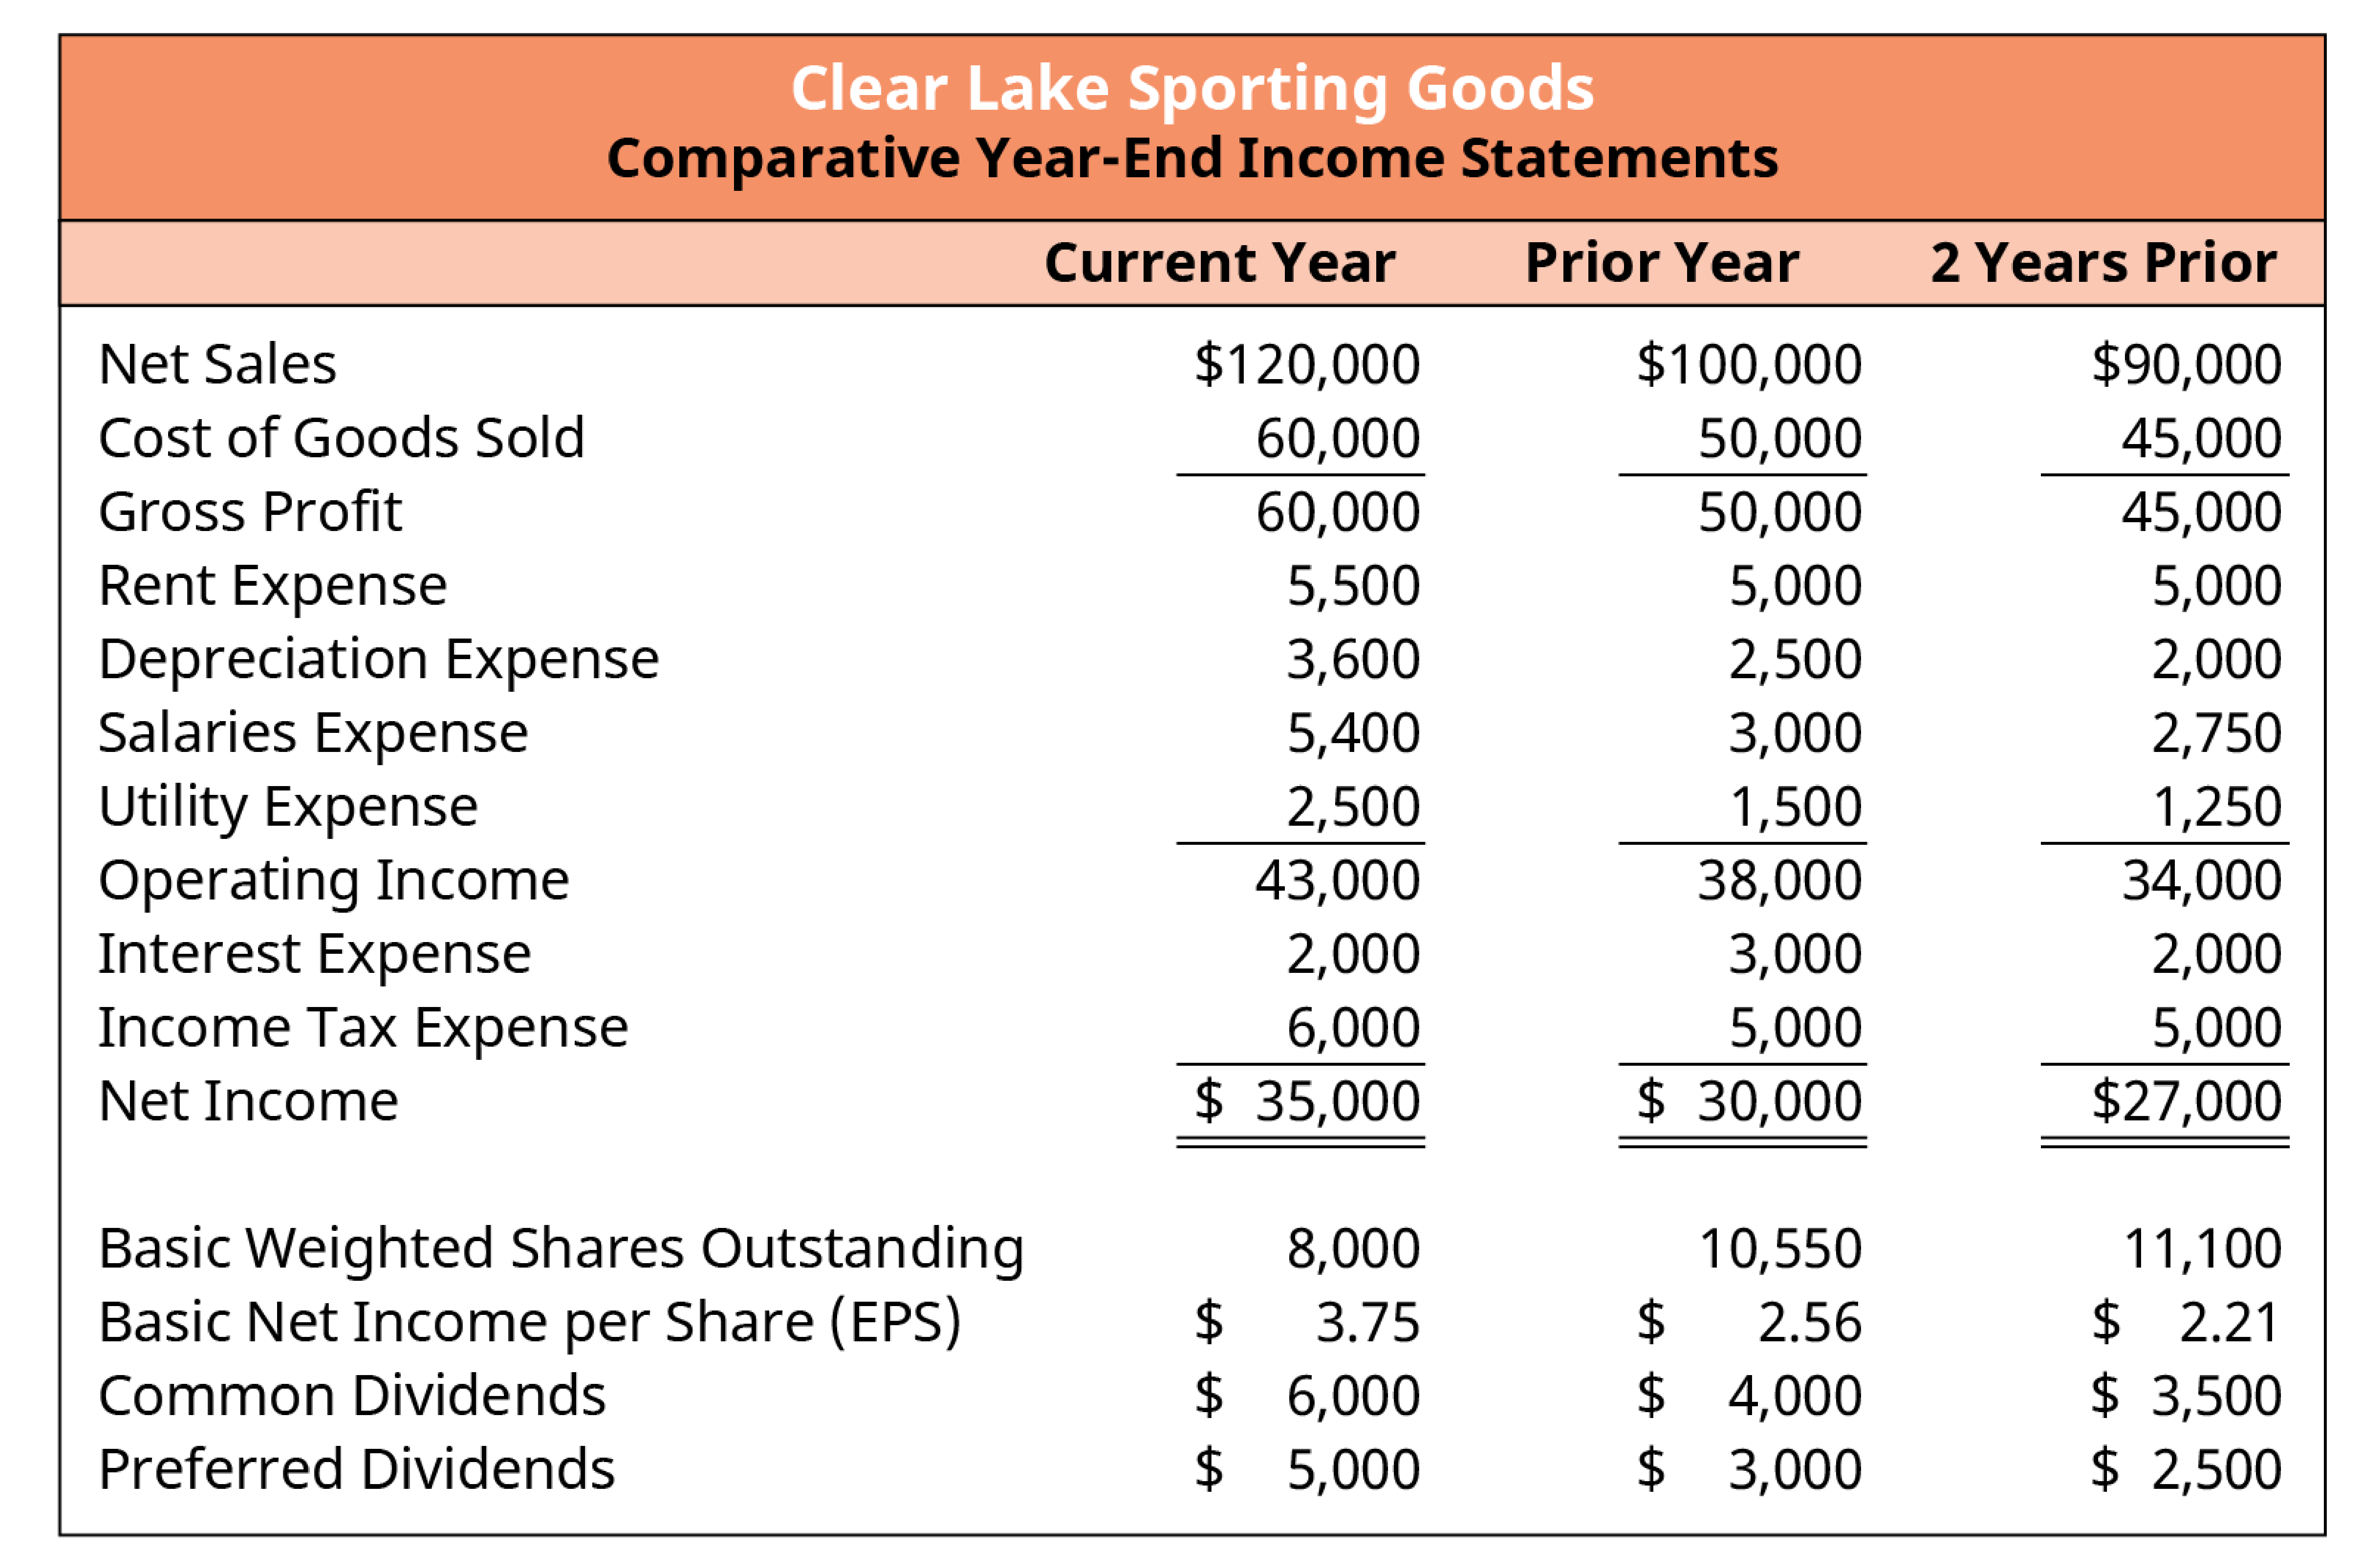 Clear Lake Sporting Goods
Comparative Year-End Income Statements
Current Year Prior Year 2 Years Prior
Net Sales $120,000 $100,000 $90,000
Cost of Goods Sold 60,000 50,000 45,000
Gross Profit 60,000 50,000 45,000
Rent Expense 5,500 5,000 5,000
Depreciation Expense 3,600 2,500 2,000
Salaries Expense 5,400 3,000 2,750
Utility Expense 2,500 1,500 1,250
Operating Income 43,000 38,000 34,000
Interest Expense 2,000 3,000 2,000
Income Tax Expense 6,000 5,000 5,000
Net Income $ 35,000 $ 30,000 $27,000
Basic Weighted Shares Outstanding 8,000 10,550 11,100
Basic Net Income per Share (EPS) $ 3.75 $ 2.56 $ 2.21
Common Dividends $ 6,000 $ 4,000 $ 3,500
Preferred Dividends $ 5,000 $ 3,000 $ 2,500